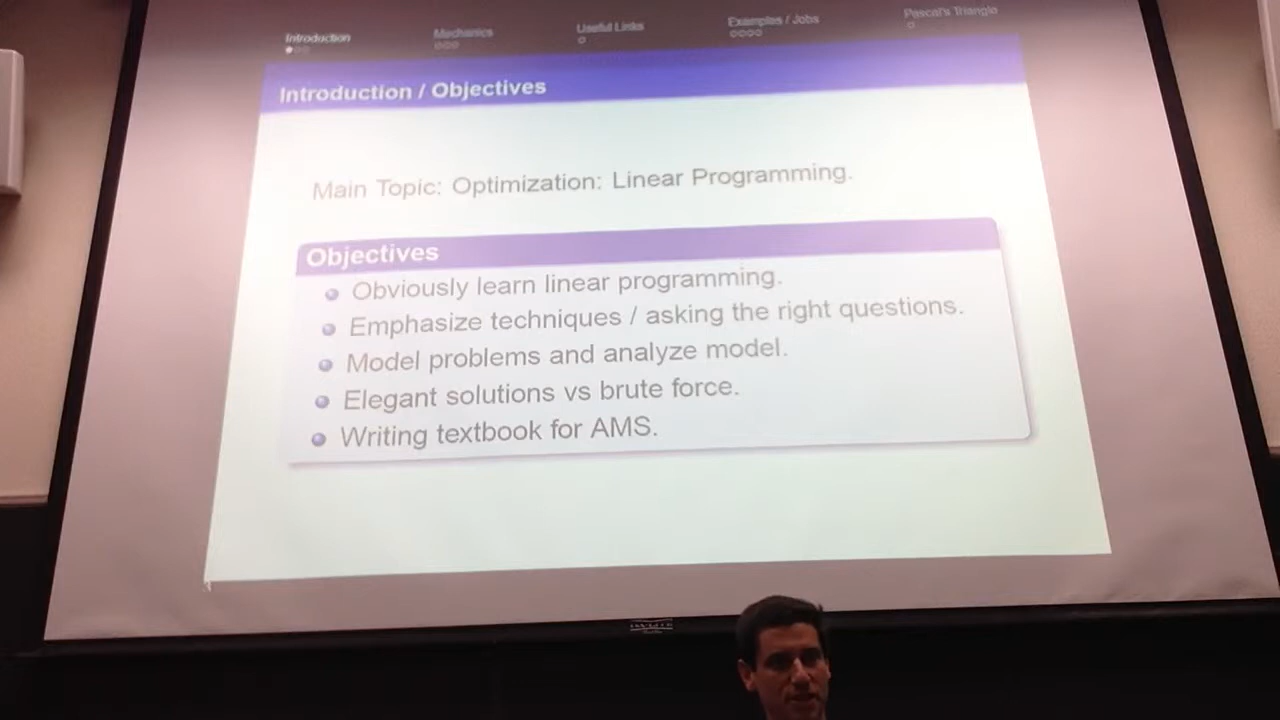 Introduction
Mechanics
Useful Links
Examples / Jobs
Pascal's Triangle
Introduction / Objectives
Main Topic: Optimization: Linear Programming.
Objectives
Obviously learn linear programming.
Emphasize techniques / asking the right questions.
Model problems and analyze model.
Elegant solutions vs brute force.
Writing textbook for AMS.